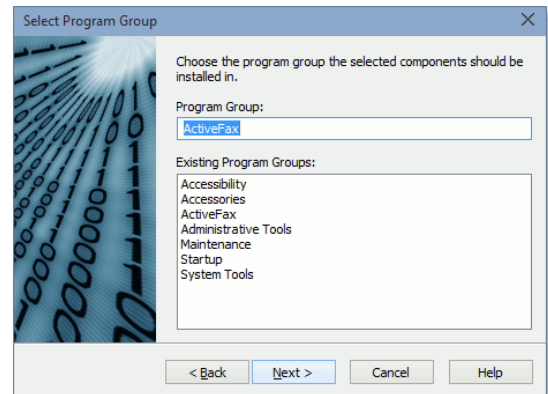 Select Program Group
Choose the program group the selected components should be
installed in.
Program Group:
ActiveFax
Existing Program Groups:
Accessibility
Accessories
ActiveFax
Administrative Tools
Maintenance
Startup
System Tools
< Back
Next >
Cancel
Help